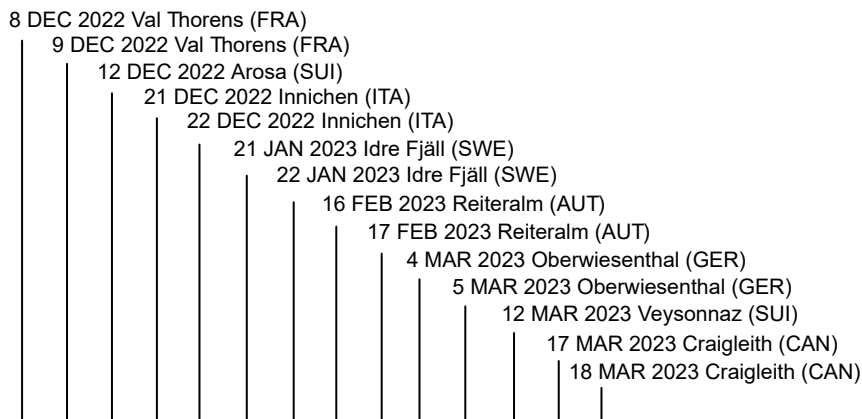 8 DEC 2022 Val Thorens (FRA)
9 DEC 2022 Val Thorens (FRA)
12 DEC 2022 Arosa (SUI)
21 DEC 2022 Innichen (ITA)
22 DEC 2022 Innichen (ITA)
21 JAN 2023 Idre Fjäll (SWE)
22 JAN 2023 Idre Fjäll (SWE)
16 FEB 2023 Reiteralm (AUT)
17 FEB 2023 Reiteralm (AUT)
4 MAR 2023 Oberwiesenthal (GER)
5 MAR 2023 Oberwiesenthal (GER)
12 MAR 2023 Veysonnaz (SUI)
17 MAR 2023 Craigleith (CAN)
18 MAR 2023 Craigleith (CAN)